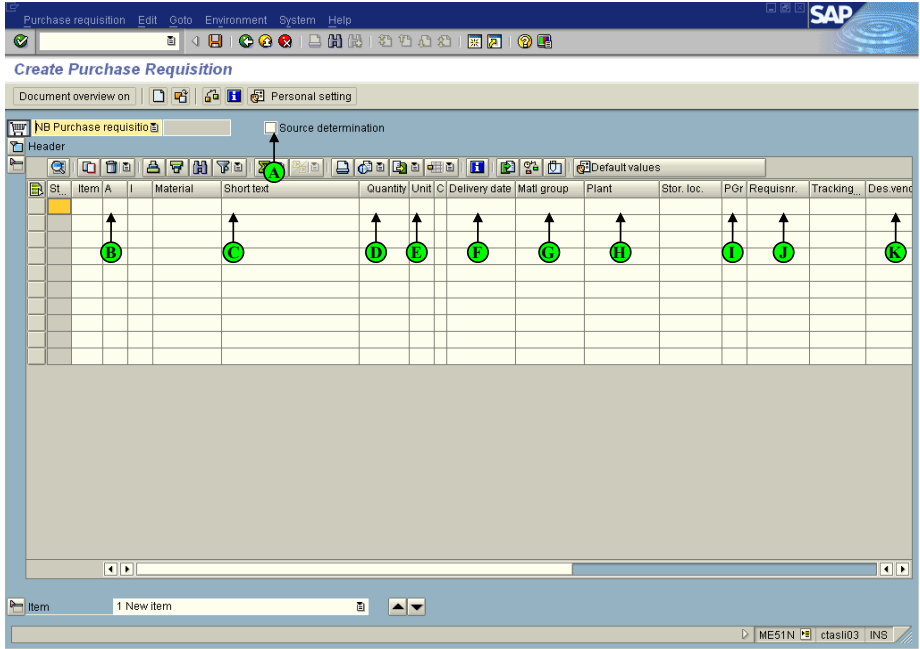 Purchase requisition Edit Goto Environment System Help
SAP
Create Purchase Requisition
Document overview on Personal setting
NB Purchase requisitio Source determination
Header
A
Default values
St... Item A I Material Short text Quantity Unit C Delivery date Matl group Plant Stor. loc. PGr Requisnr. Tracking... Des.vend
B C D E F G H I J K
Item 1 New item
ME51N ctasli03 INS